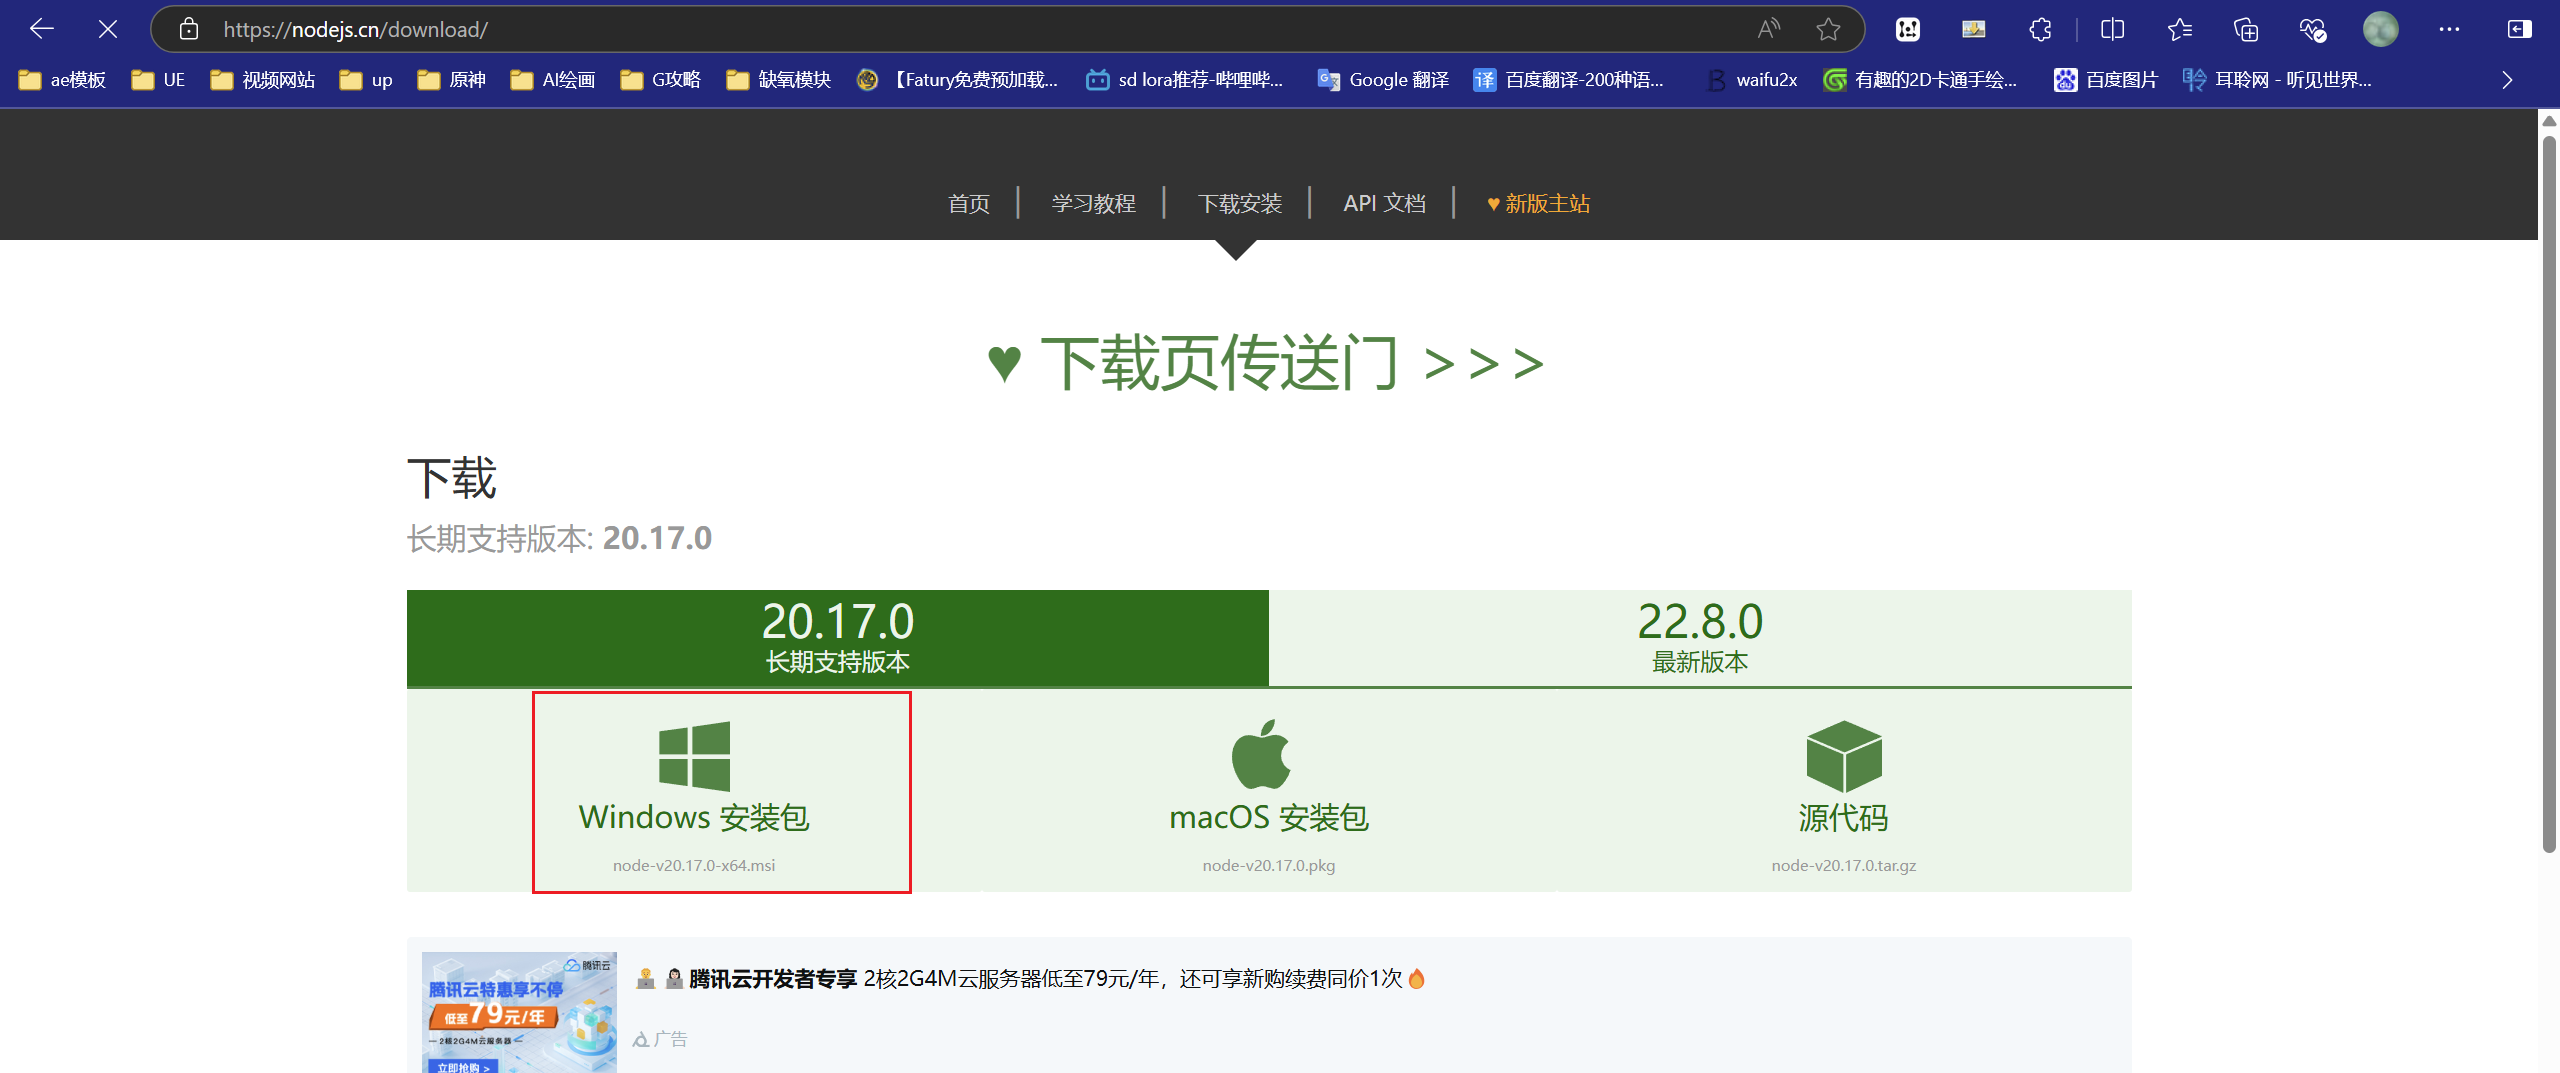 https://nodejs.cn/download/
ae模板
UE
视频网站
up
原神
AI绘画
G攻略
缺氧模块
【Fatury免费预加载...
sd lora推荐-哔哩哔...
Google 翻译
百度翻译-200种语...
waifu2x
有趣的2D卡通手绘...
百度图片
耳聆网 - 听见世界...
首页
学习教程
下载安装
API 文档
♥ 新版主站
♥ 下载页传送门 >>>
下载
长期支持版本: 20.17.0
20.17.0
长期支持版本
22.8.0
最新版本
Windows 安装包
node-v20.17.0-x64.msi
macOS 安装包
node-v20.17.0.pkg
源代码
node-v20.17.0.tar.gz
腾讯云
腾讯云特惠享不停
低至79元/年
2核2G4M云服务器
立即抢购 >
腾讯云开发者专享 2核2G4M云服务器低至79元/年，还可享新购续费同价1次
广告